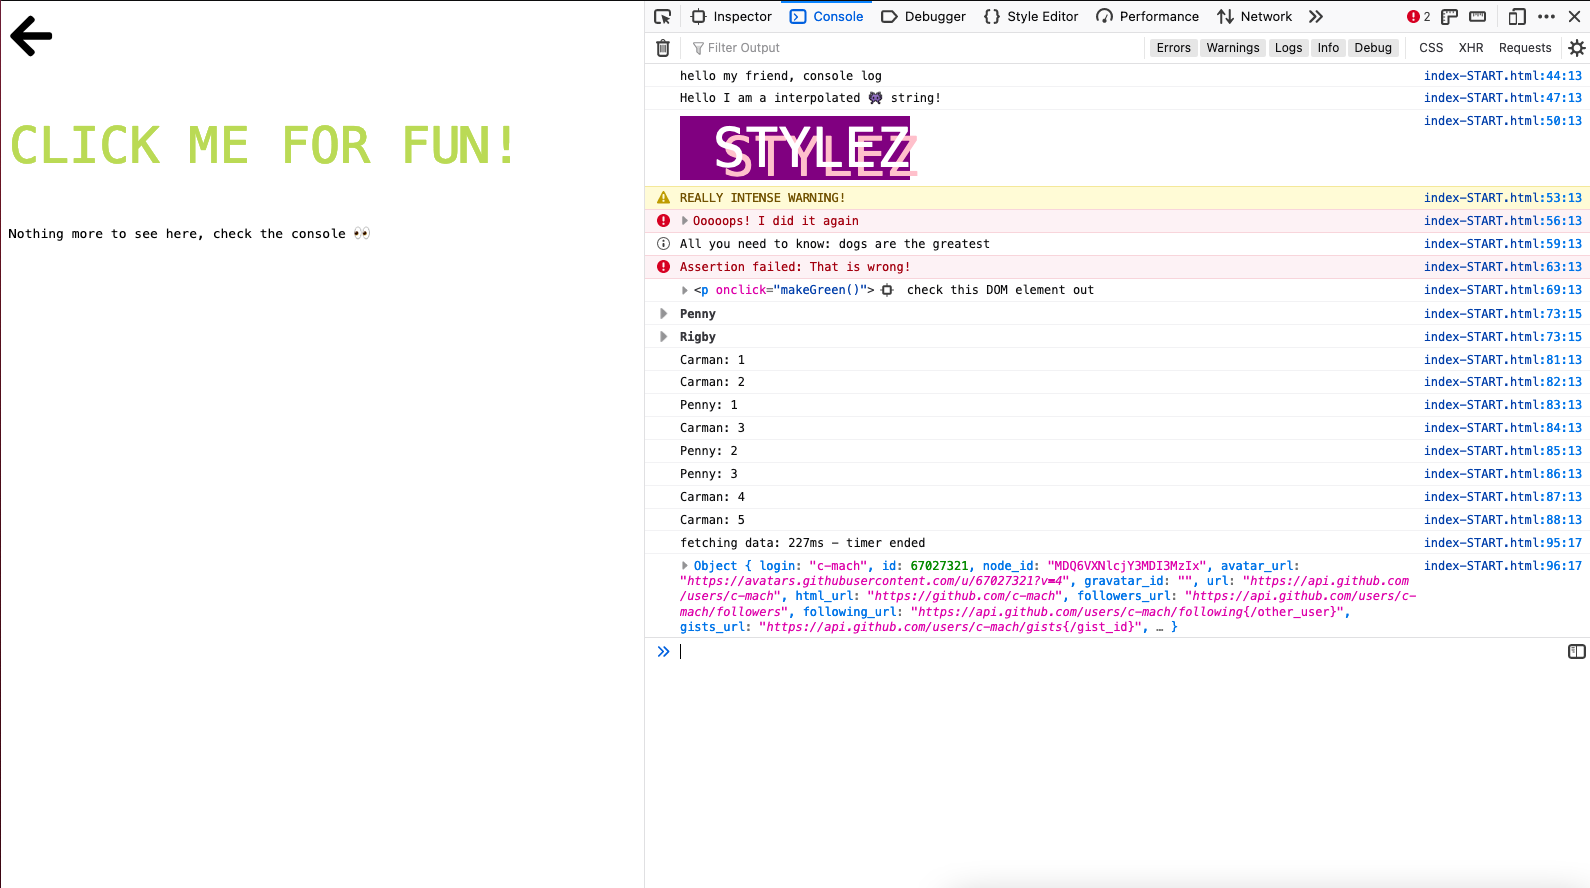 CLICK ME FOR FUN!
Nothing more to see here, check the console 👀
Inspector Console Debugger Style Editor Performance Network 2
Filter Output Errors Warnings Logs Info Debug CSS XHR Requests
hello my friend, console log index-START.html:44:13
Hello I am a interpolated 👾 string! index-START.html:47:13
STYLEZ index-START.html:50:13
REALLY INTENSE WARNING! index-START.html:53:13
Ooooops! I did it again index-START.html:56:13
All you need to know: dogs are the greatest index-START.html:59:13
Assertion failed: That is wrong! index-START.html:63:13
<p onclick="makeGreen()"> check this DOM element out index-START.html:69:13
Penny index-START.html:73:15
Rigby index-START.html:73:15
Carman: 1 index-START.html:81:13
Carman: 2 index-START.html:82:13
Penny: 1 index-START.html:83:13
Carman: 3 index-START.html:84:13
Penny: 2 index-START.html:85:13
Penny: 3 index-START.html:86:13
Carman: 4 index-START.html:87:13
Carman: 5 index-START.html:88:13
fetching data: 227ms – timer ended index-START.html:95:17
Object { login: "c-mach", id: 67027321, node_id: "MDQ6VXNlcjY3MDI3MzIx", avatar_url: index-START.html:96:17
"https://avatars.githubusercontent.com/u/67027321?v=4", gravatar_id: "", url: "https://api.github.com
/users/c-mach", html_url: "https://github.com/c-mach", followers_url: "https://api.github.com/users/c-
mach/followers", following_url: "https://api.github.com/users/c-mach/following{/other_user}",
gists_url: "https://api.github.com/users/c-mach/gists{/gist_id}", … }